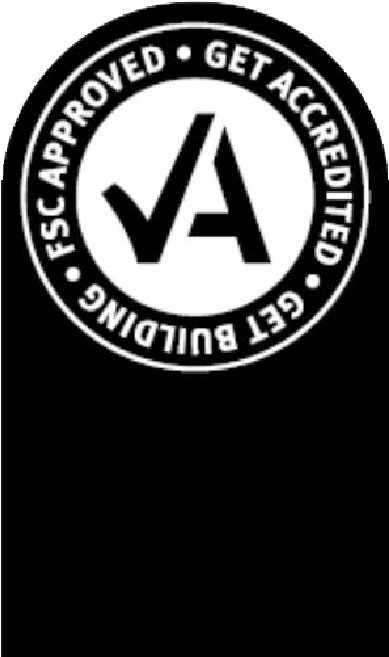 FSC APPROVED • GET ACCREDITED • GET BUILDING •
A